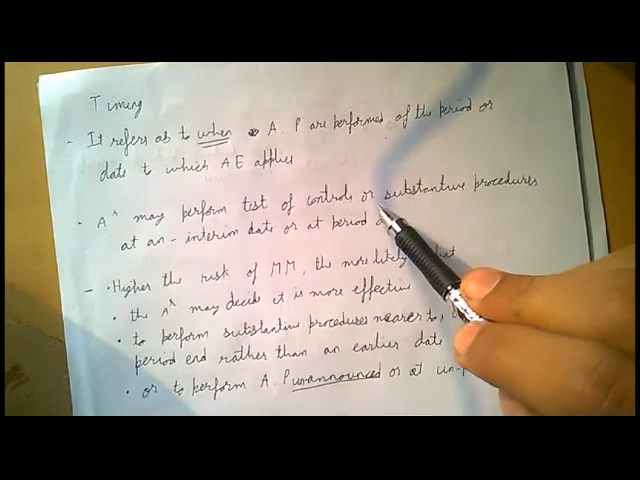 Timing
- It refers as to when A. P are performed of the period or
date to which AE applies
- Aʳ may perform test of controls or substantive procedures
at an - interim date or at period
- • Higher the risk of MM, the more likely
• the Aʳ may decide it is more effective
• to perform substantive procedures nearer to,
period end rather than an earlier date
• or to perform A. P unannounced or at